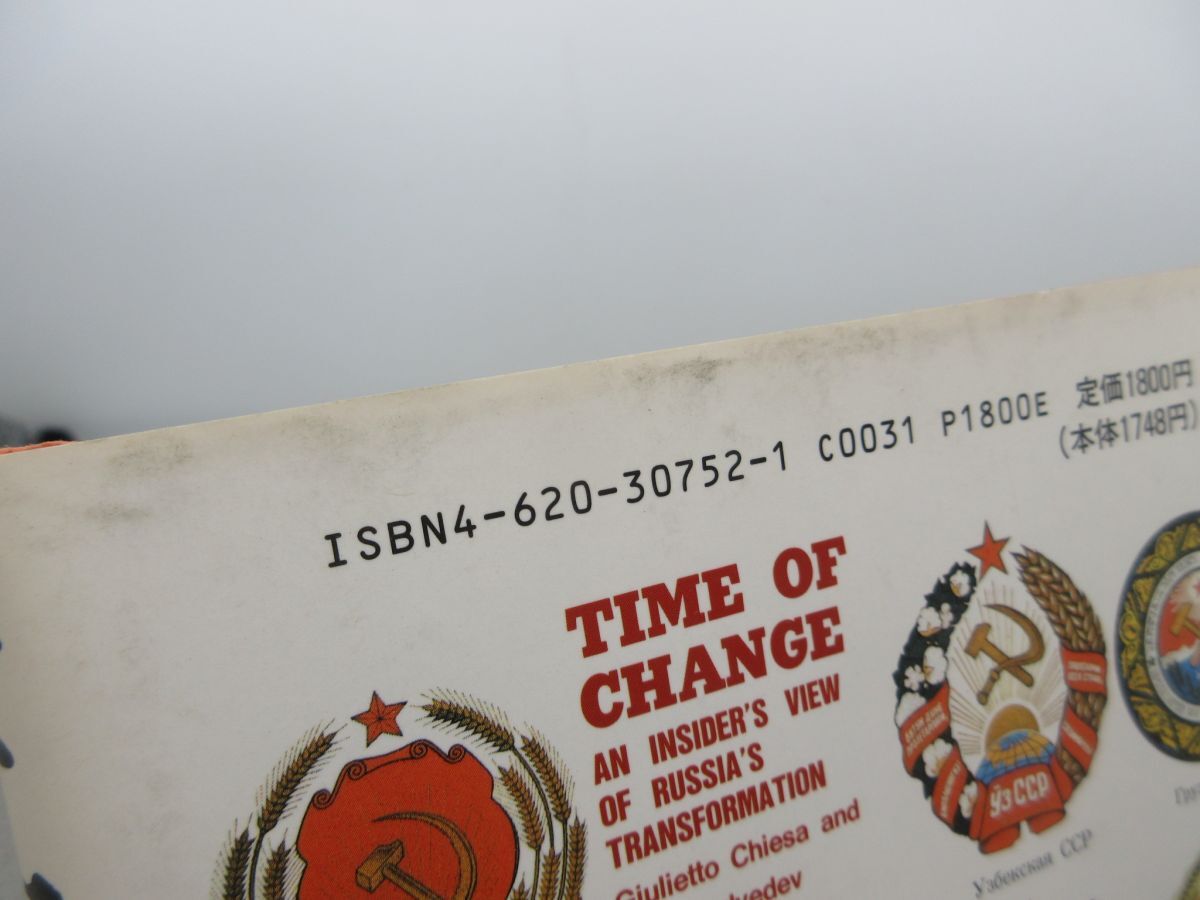 ISBN4-620-30752-1 C0031 P1800E 定価1800円
(本体1748円)
TIME OF
CHANGE
AN INSIDER'S VIEW
OF RUSSIA'S
TRANSFORMATION
Giulietto Chiesa and
ЎзССР
Узбекская ССР